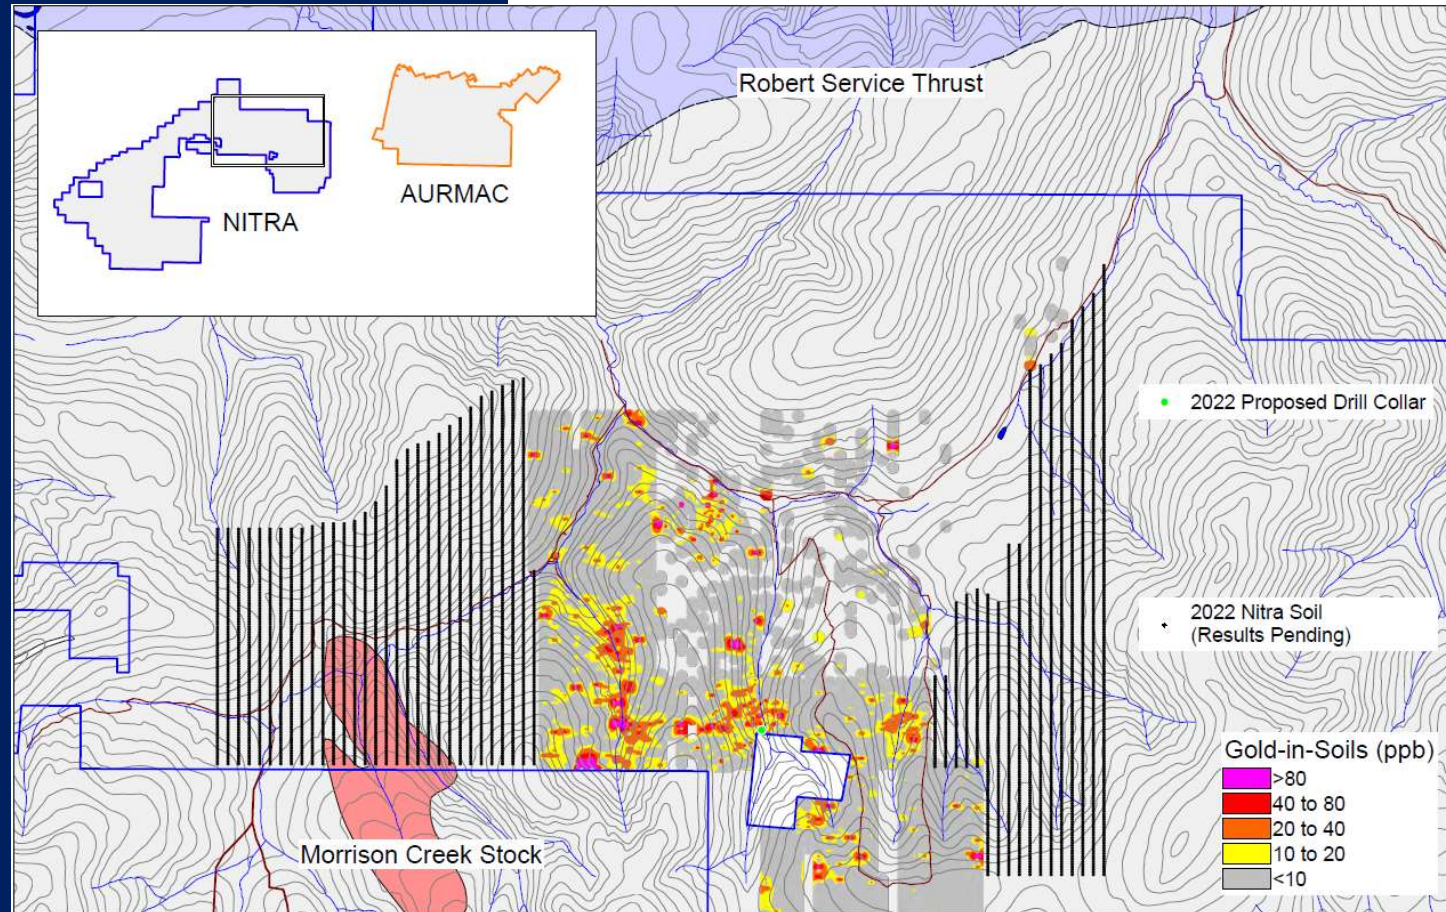 Robert Service Thrust
AURMAC
NITRA
2022 Proposed Drill Collar
2022 Nitra Soil
(Results Pending)
Gold-in-Soils (ppb)
>80
40 to 80
20 to 40
10 to 20
<10
Morrison Creek Stock